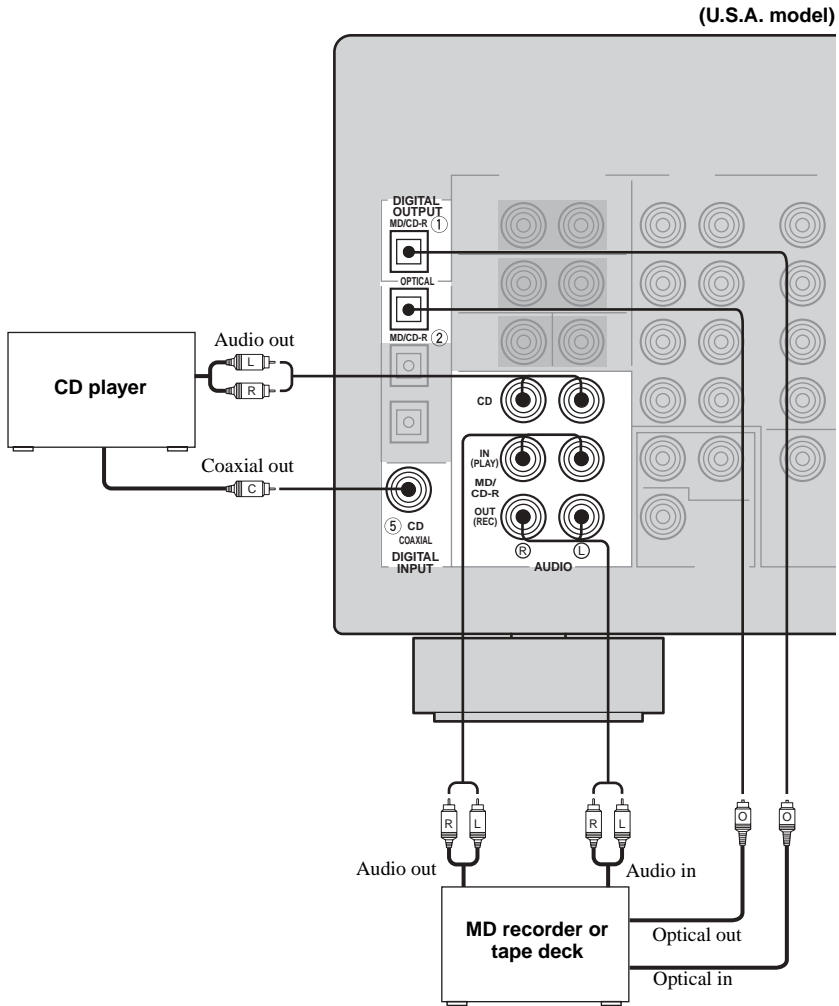 (U.S.A. model)
DIGITAL
OUTPUT
MD/CD-R ①
OPTICAL
MD/CD-R ②
Audio out
L
R
CD player
CD
Coaxial out
C
IN
(PLAY)
MD/
CD-R
OUT
(REC)
⑤ CD
COAXIAL
DIGITAL
INPUT
Ⓡ Ⓛ
AUDIO
R L
R L
O O
Audio out
Audio in
MD recorder or
tape deck
Optical out
Optical in